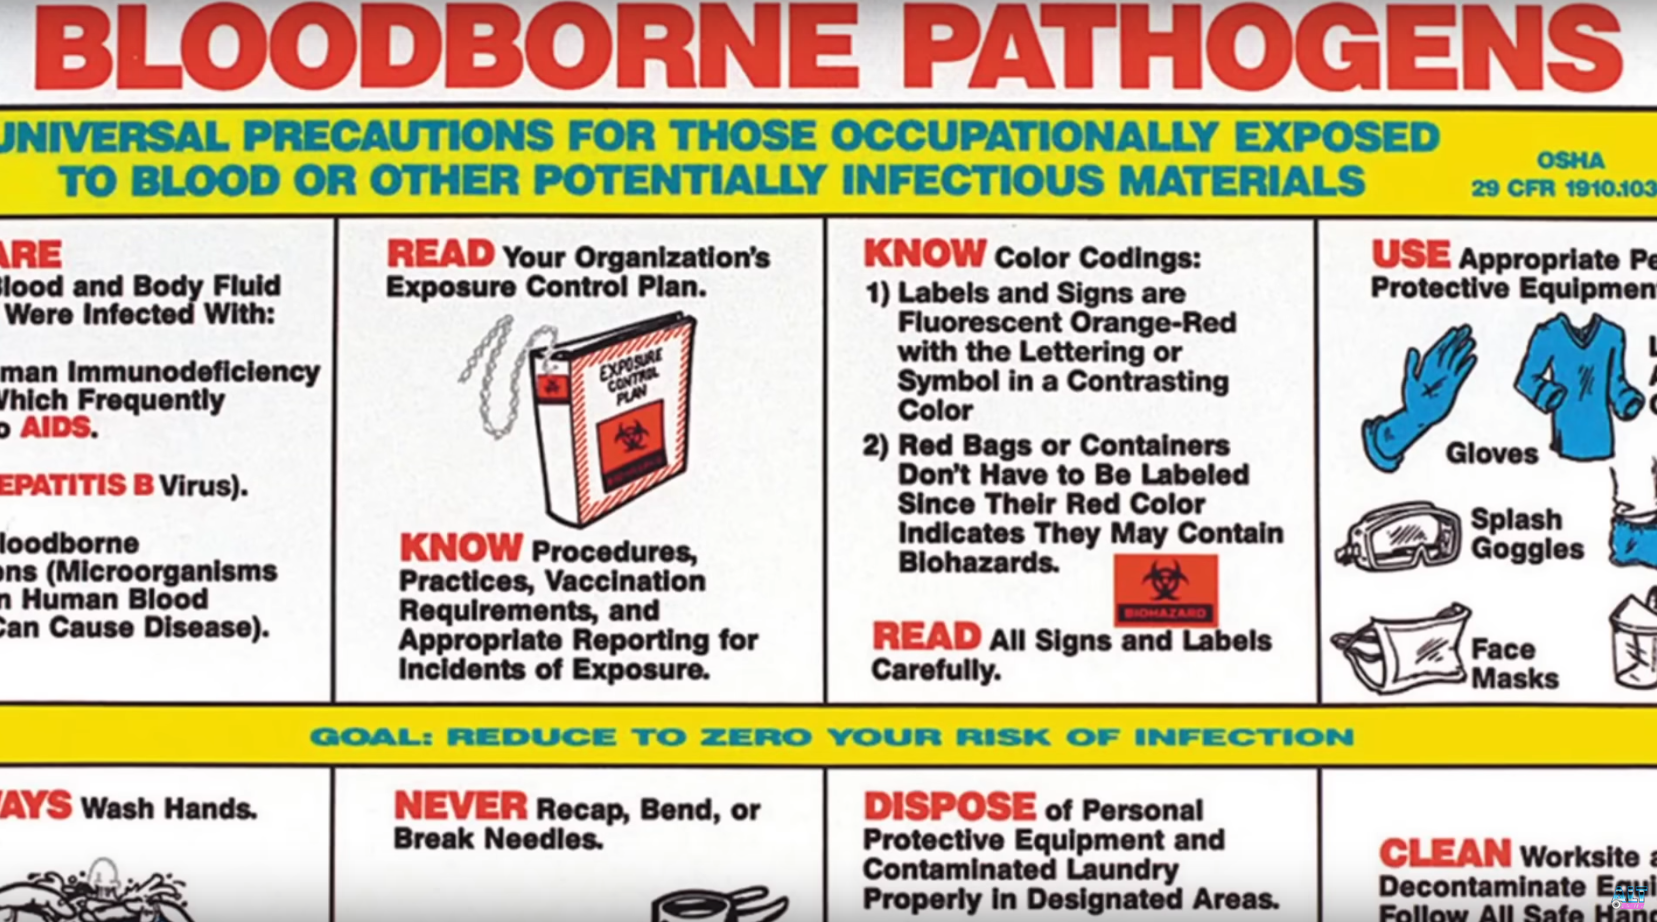 BLOODBORNE PATHOGENS
UNIVERSAL PRECAUTIONS FOR THOSE OCCUPATIONALLY EXPOSED
TO BLOOD OR OTHER POTENTIALLY INFECTIOUS MATERIALS
OSHA
29 CFR 1910.103
ARE
Blood and Body Fluid
Were Infected With:
man Immunodeficiency
Which Frequently
o AIDS.
EPATITIS B Virus).
loodborne
ons (Microorganisms
n Human Blood
Can Cause Disease).
READ Your Organization's
Exposure Control Plan.
EXPOSURE
CONTROL
PLAN
BIOHAZARD
KNOW Procedures,
Practices, Vaccination
Requirements, and
Appropriate Reporting for
Incidents of Exposure.
KNOW Color Codings:
1) Labels and Signs are
Fluorescent Orange-Red
with the Lettering or
Symbol in a Contrasting
Color
2) Red Bags or Containers
Don't Have to Be Labeled
Since Their Red Color
Indicates They May Contain
Biohazards.
BIOHAZARD
READ All Signs and Labels
Carefully.
USE Appropriate Pe
Protective Equipment
Gloves
Splash
Goggles
Face
Masks
GOAL: REDUCE TO ZERO YOUR RISK OF INFECTION
WAYS Wash Hands.
NEVER Recap, Bend, or
Break Needles.
DISPOSE of Personal
Protective Equipment and
Contaminated Laundry
Properly in Designated Areas.
CLEAN Worksite a
Decontaminate Equi
Follow All Safe Hand